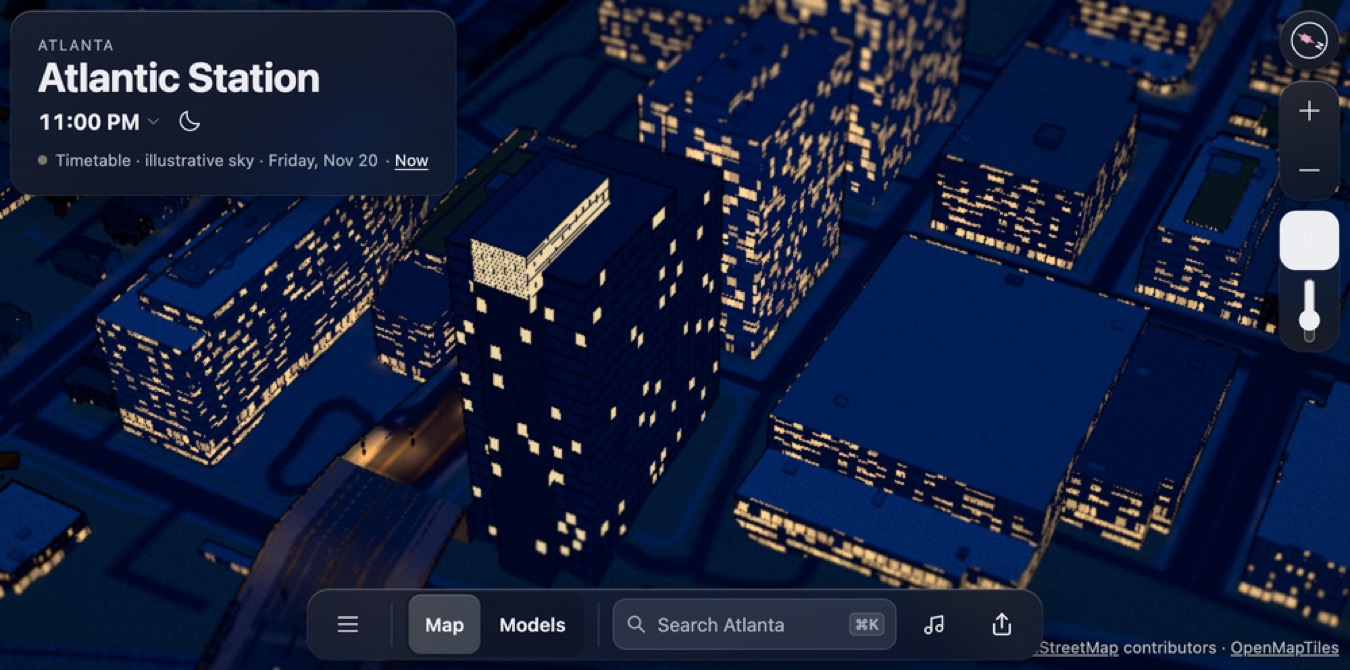 ATLANTA
Atlantic Station
11:00 PM
Timetable · illustrative sky · Friday, Nov 20 · Now
N
+
−
Map
Models
Search Atlanta
⌘K
StreetMap contributors · OpenMapTiles